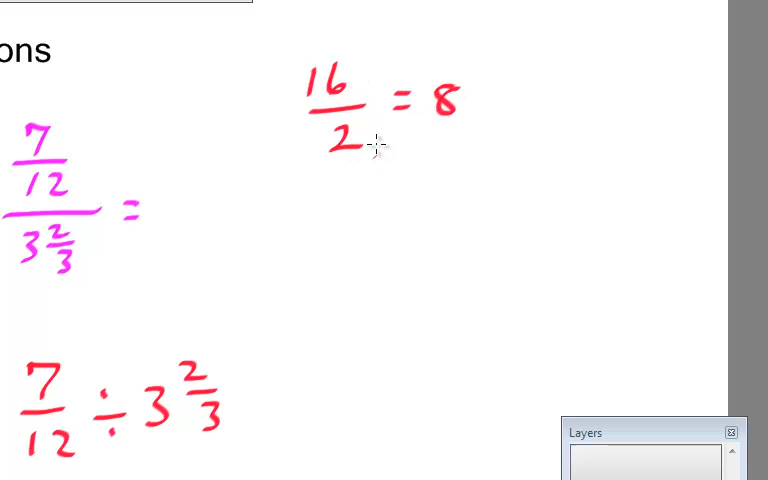 ons
16/2 = 8
7/12 / 3 2/3 =
7/12 ÷ 3 2/3
Layers